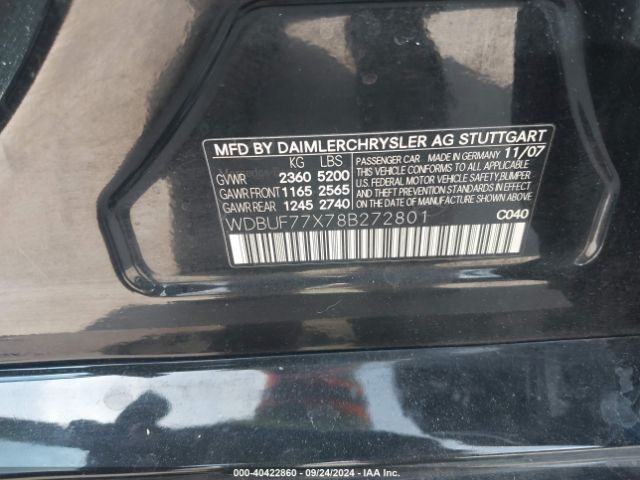 MFD BY DAIMLERCHRYSLER AG STUTTGART
KG LBS PASSENGER CAR MADE IN GERMANY 11/07
GVWR 2360 5200 THIS VEHICLE CONFORMS TO ALL APPLICABLE
GAWR FRONT 1165 2565 U.S. FEDERAL MOTOR VEHICLE SAFETY, BUMPER,
AND THEFT PREVENTION STANDARDS IN EFFECT
GAWR REAR 1245 2740 ON THE DATE OF MANUFACTURE SHOWN ABOVE.
WDBUF77X78B272801 C040
000-40422860 - 09/24/2024 - IAA Inc.